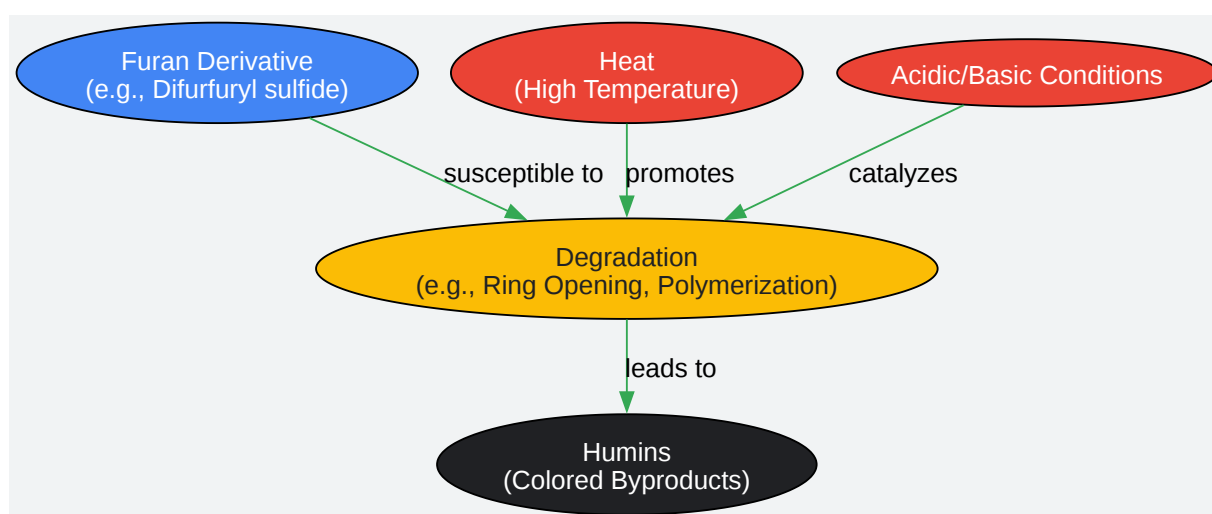 Furan Derivative
(e.g., Difurfuryl sulfide)
Heat
(High Temperature)
Acidic/Basic Conditions
susceptible to
promotes
catalyzes
Degradation
(e.g., Ring Opening, Polymerization)
leads to
Humins
(Colored Byproducts)